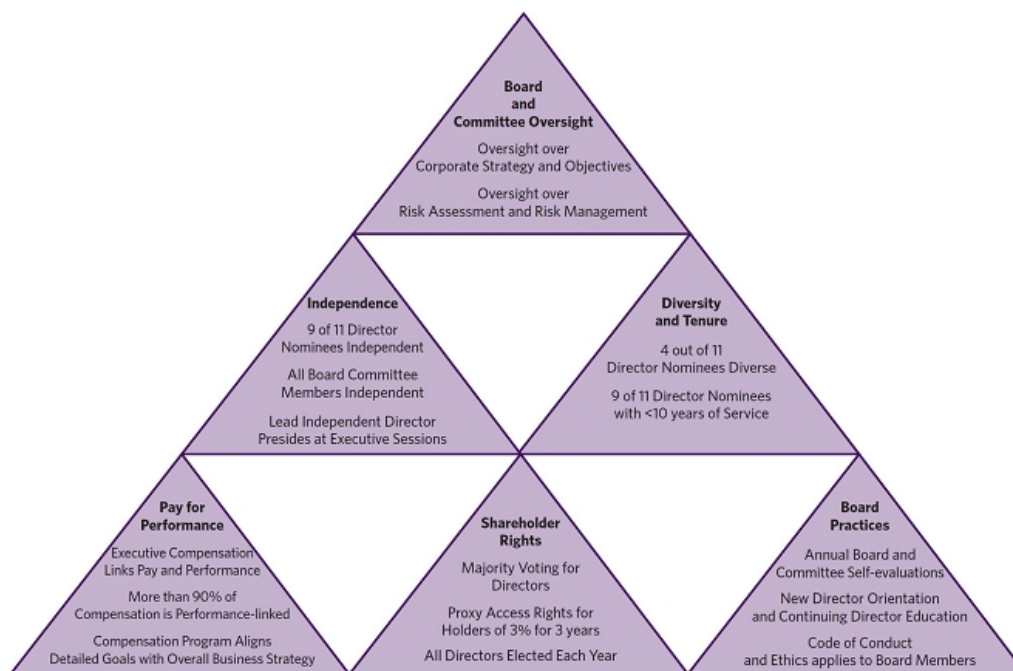 Board
and
Committee Oversight
Oversight over
Corporate Strategy and Objectives
Oversight over
Risk Assessment and Risk Management
Independence
9 of 11 Director
Nominees Independent
All Board Committee
Members Independent
Lead Independent Director
Presides at Executive Sessions
Diversity
and Tenure
4 out of 11
Director Nominees Diverse
9 of 11 Director Nominees
with <10 years of Service
Pay for
Performance
Executive Compensation
Links Pay and Performance
More than 90% of
Compensation is Performance-linked
Compensation Program Aligns
Detailed Goals with Overall Business Strategy
Shareholder
Rights
Majority Voting for
Directors
Proxy Access Rights for
Holders of 3% for 3 years
All Directors Elected Each Year
Board
Practices
Annual Board and
Committee Self-evaluations
New Director Orientation
and Continuing Director Education
Code of Conduct
and Ethics applies to Board Members